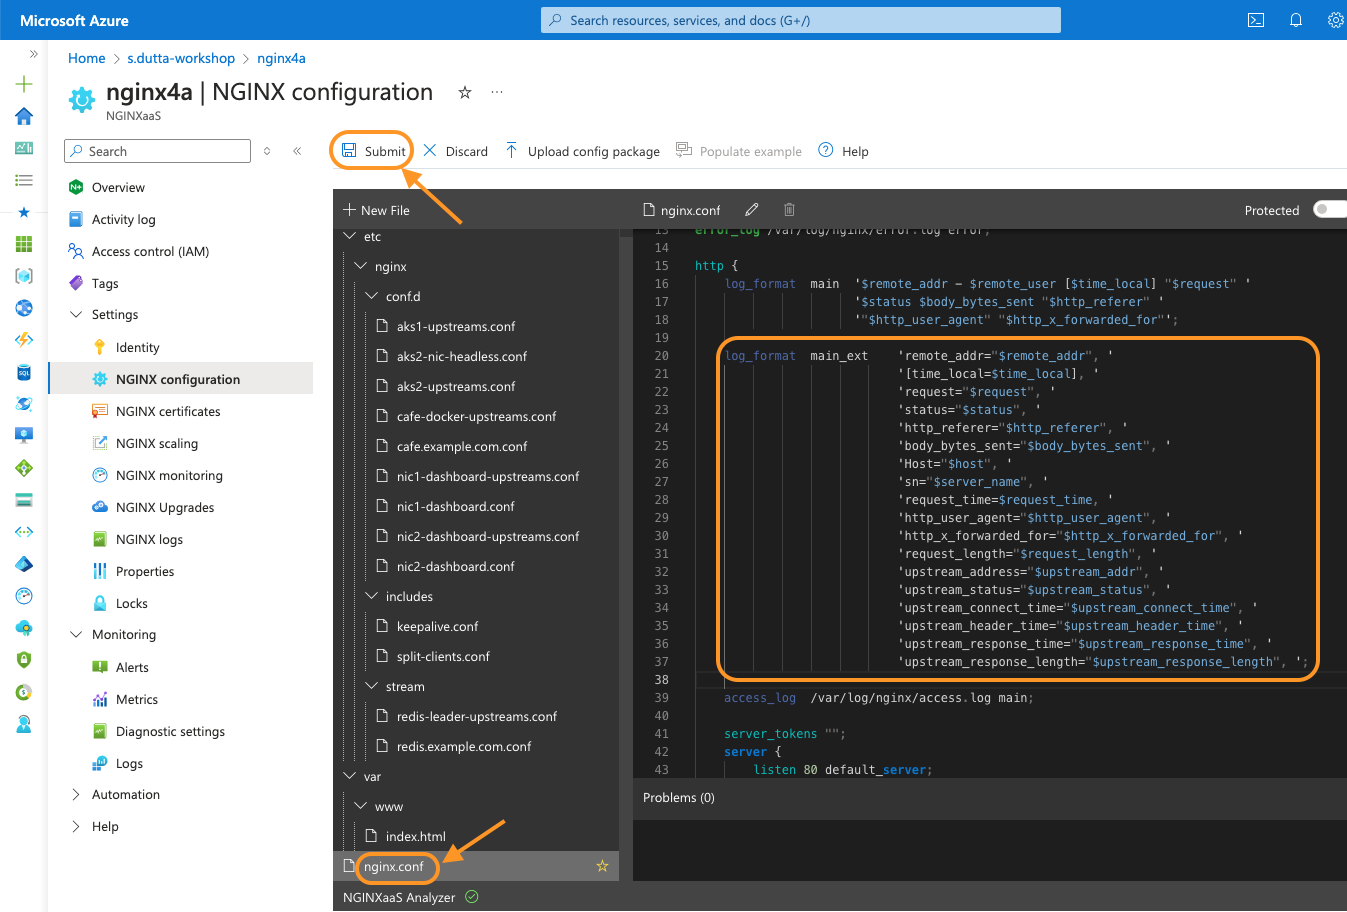 Microsoft Azure
Search resources, services, and docs (G+/)
Home > s.dutta-workshop > nginx4a
nginx4a | NGINX configuration
NGINXaaS
Search
Submit
Discard
Upload config package
Populate example
Help
Overview
Activity log
Access control (IAM)
Tags
Settings
Identity
NGINX configuration
NGINX certificates
NGINX scaling
NGINX monitoring
NGINX Upgrades
NGINX logs
Properties
Locks
Monitoring
Alerts
Metrics
Diagnostic settings
Logs
Automation
Help
New File
etc
nginx
conf.d
aks1-upstreams.conf
aks2-nic-headless.conf
aks2-upstreams.conf
cafe-docker-upstreams.conf
cafe.example.com.conf
nic1-dashboard-upstreams.conf
nic1-dashboard.conf
nic2-dashboard-upstreams.conf
nic2-dashboard.conf
includes
keepalive.conf
split-clients.conf
stream
redis-leader-upstreams.conf
redis.example.com.conf
var
www
index.html
nginx.conf
NGINXaaS Analyzer
nginx.conf
Protected
13 error_log /var/log/nginx/error.log error;
14
15 http {
16 log_format main '$remote_addr - $remote_user [$time_local] "$request" '
17 '$status $body_bytes_sent "$http_referer" '
18 '"$http_user_agent" "$http_x_forwarded_for"';
19
20 log_format main_ext 'remote_addr="$remote_addr", '
21 '[time_local=$time_local], '
22 'request="$request", '
23 'status="$status", '
24 'http_referer="$http_referer", '
25 'body_bytes_sent="$body_bytes_sent", '
26 'Host="$host", '
27 'sn="$server_name", '
28 'request_time=$request_time, '
29 'http_user_agent="$http_user_agent", '
30 'http_x_forwarded_for="$http_x_forwarded_for", '
31 'request_length="$request_length", '
32 'upstream_address="$upstream_addr", '
33 'upstream_status="$upstream_status", '
34 'upstream_connect_time="$upstream_connect_time", '
35 'upstream_header_time="$upstream_header_time", '
36 'upstream_response_time="$upstream_response_time", '
37 'upstream_response_length="$upstream_response_length", ';
38
39 access_log /var/log/nginx/access.log main;
40
41 server_tokens "";
42 server {
43 listen 80 default_server;
Problems (0)